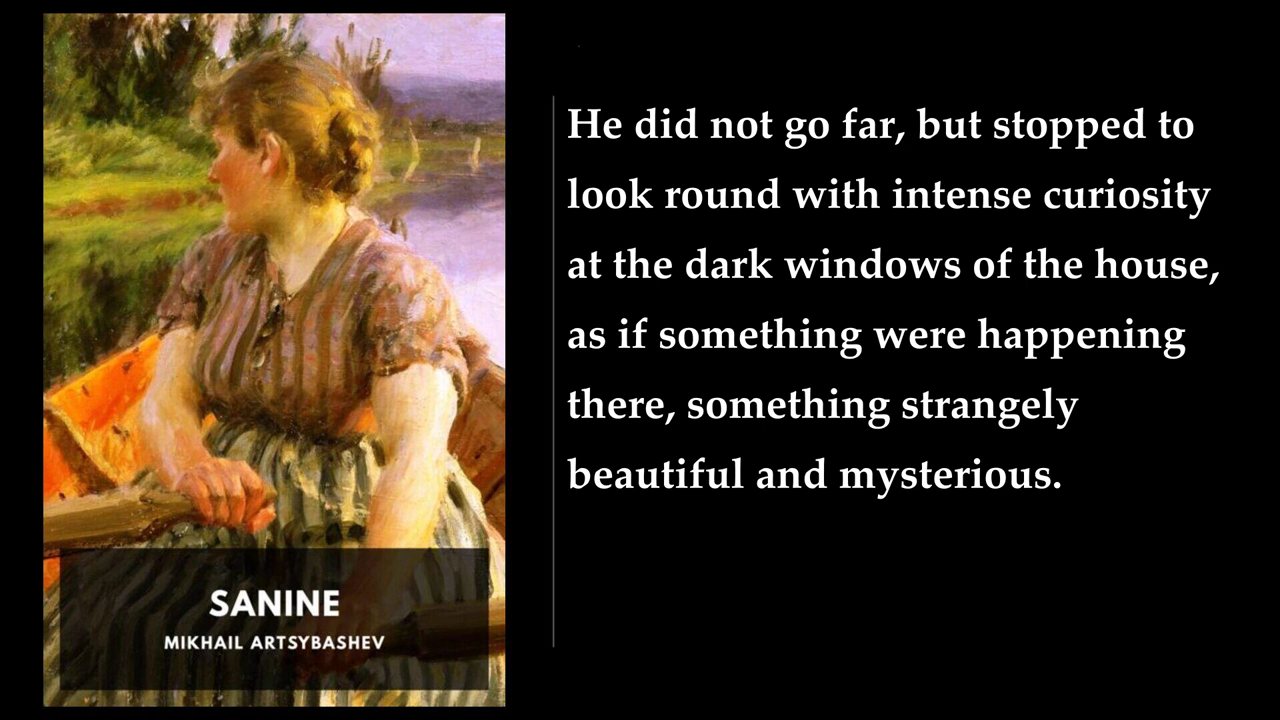 He did not go far, but stopped to
look round with intense curiosity
at the dark windows of the house,
as if something were happening
there, something strangely
beautiful and mysterious.
SANINE
MIKHAIL ARTSYBASHEV